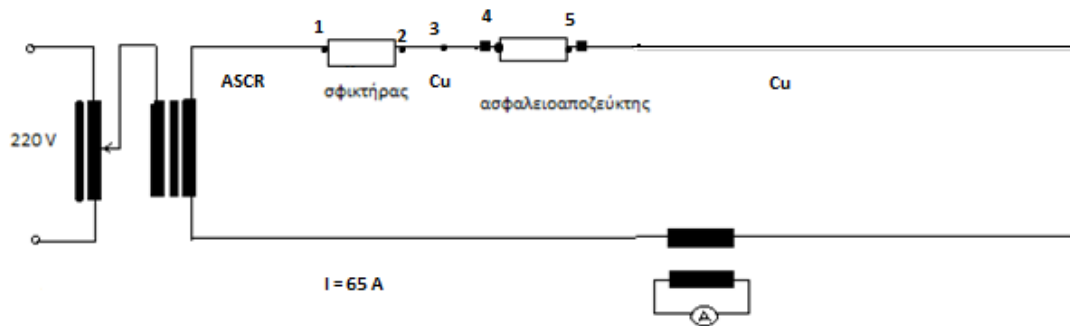 1 2 3 4 5
ASCR Cu Cu
σφικτήρας
ασφαλειοαποζεύκτης
220 V
I = 65 A
A